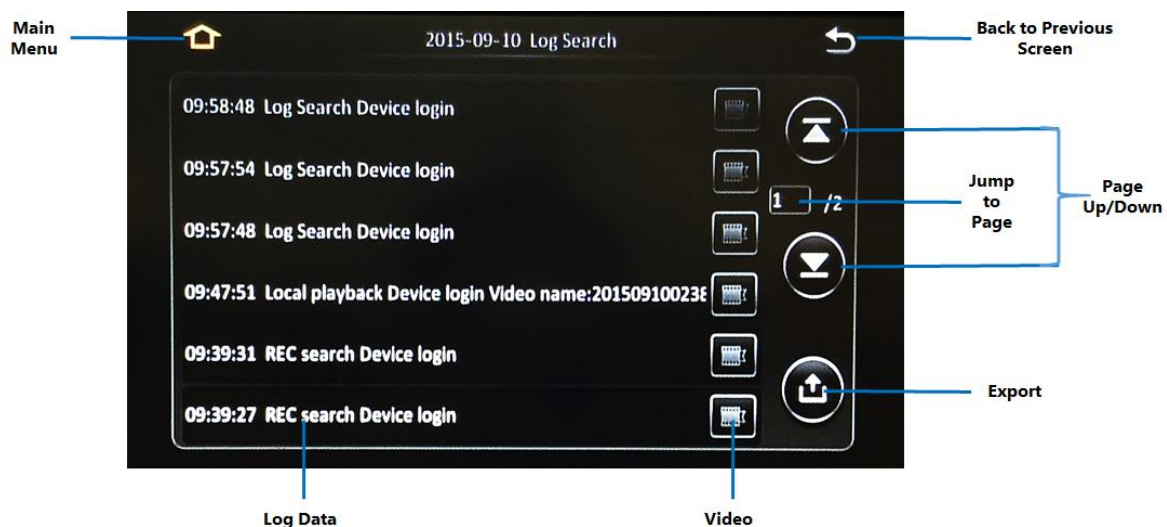 Main
Menu
2015-09-10 Log Search
Back to Previous
Screen
09:58:48 Log Search Device login
09:57:54 Log Search Device login
Jump
to
Page
1 /2
Page
Up/Down
09:57:48 Log Search Device login
09:47:51 Local playback Device login Video name:201509100238
09:39:31 REC search Device login
Export
09:39:27 REC search Device login
Log Data
Video